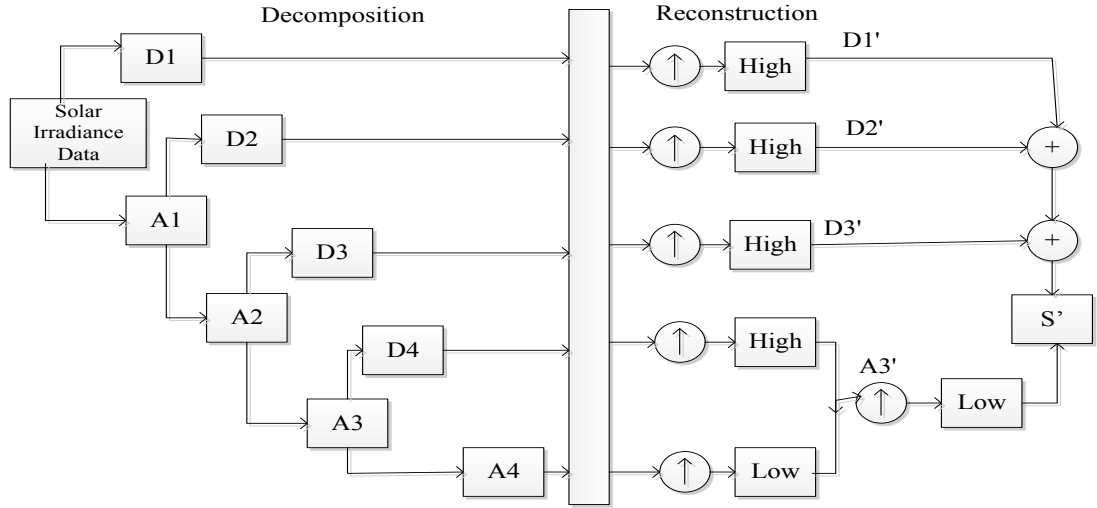 Decomposition
Reconstruction
D1
Solar
Irradiance
Data
D2
A1
D3
A2
D4
A3
A4
↑
High
D1'
↑
High
D2'
+
↑
High
D3'
+
↑
High
S’
A3'
↑
Low
↑
Low